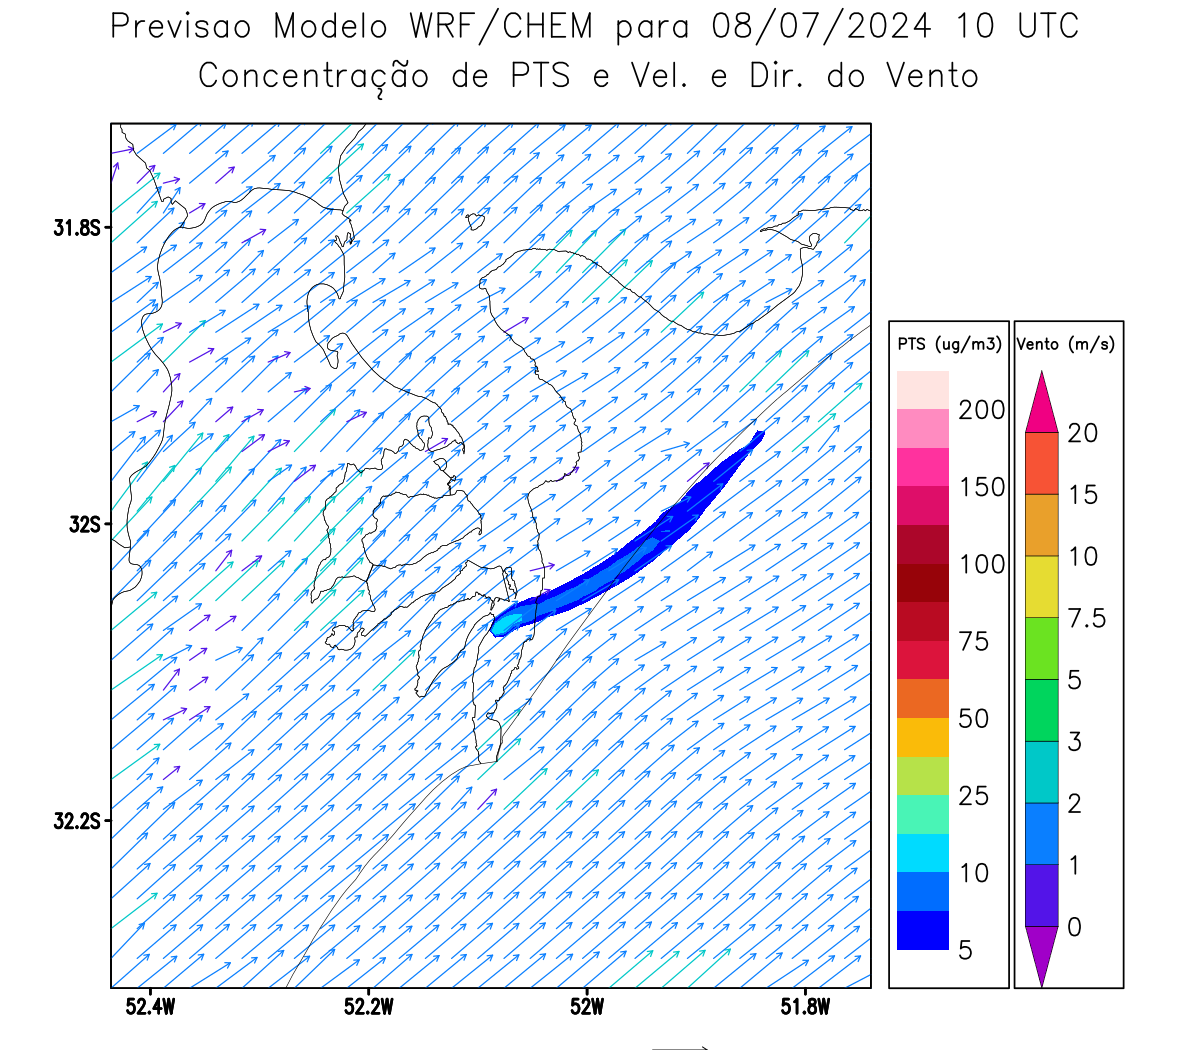 Previsao Modelo WRF/CHEM para 08/07/2024 10 UTC
Concentração de PTS e Vel. e Dir. do Vento
31.8S
32S
32.2S
52.4W 52.2W 52W 51.8W
PTS (ug/m3)
200
150
100
75
50
25
10
5
Vento (m/s)
20
15
10
7.5
5
3
2
1
0